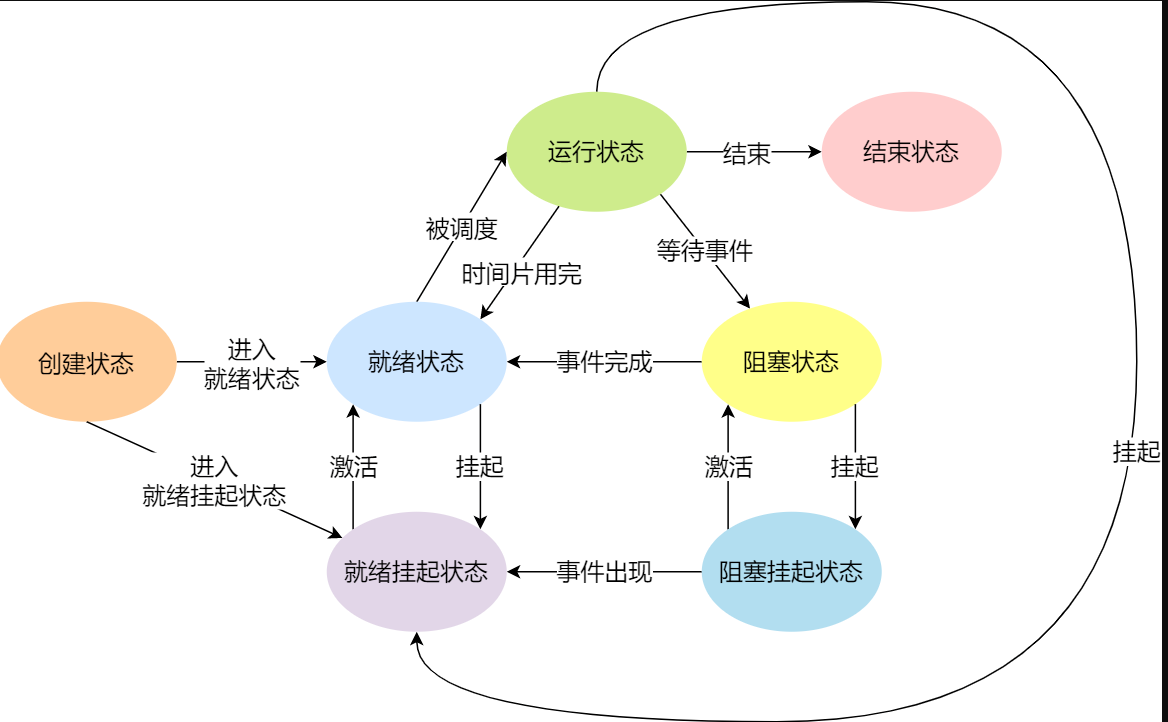 运行状态
结束
结束状态
被调度
时间片用完
等待事件
创建状态
进入
就绪状态
就绪状态
事件完成
阻塞状态
进入
就绪挂起状态
激活
挂起
激活
挂起
挂起
就绪挂起状态
事件出现
阻塞挂起状态